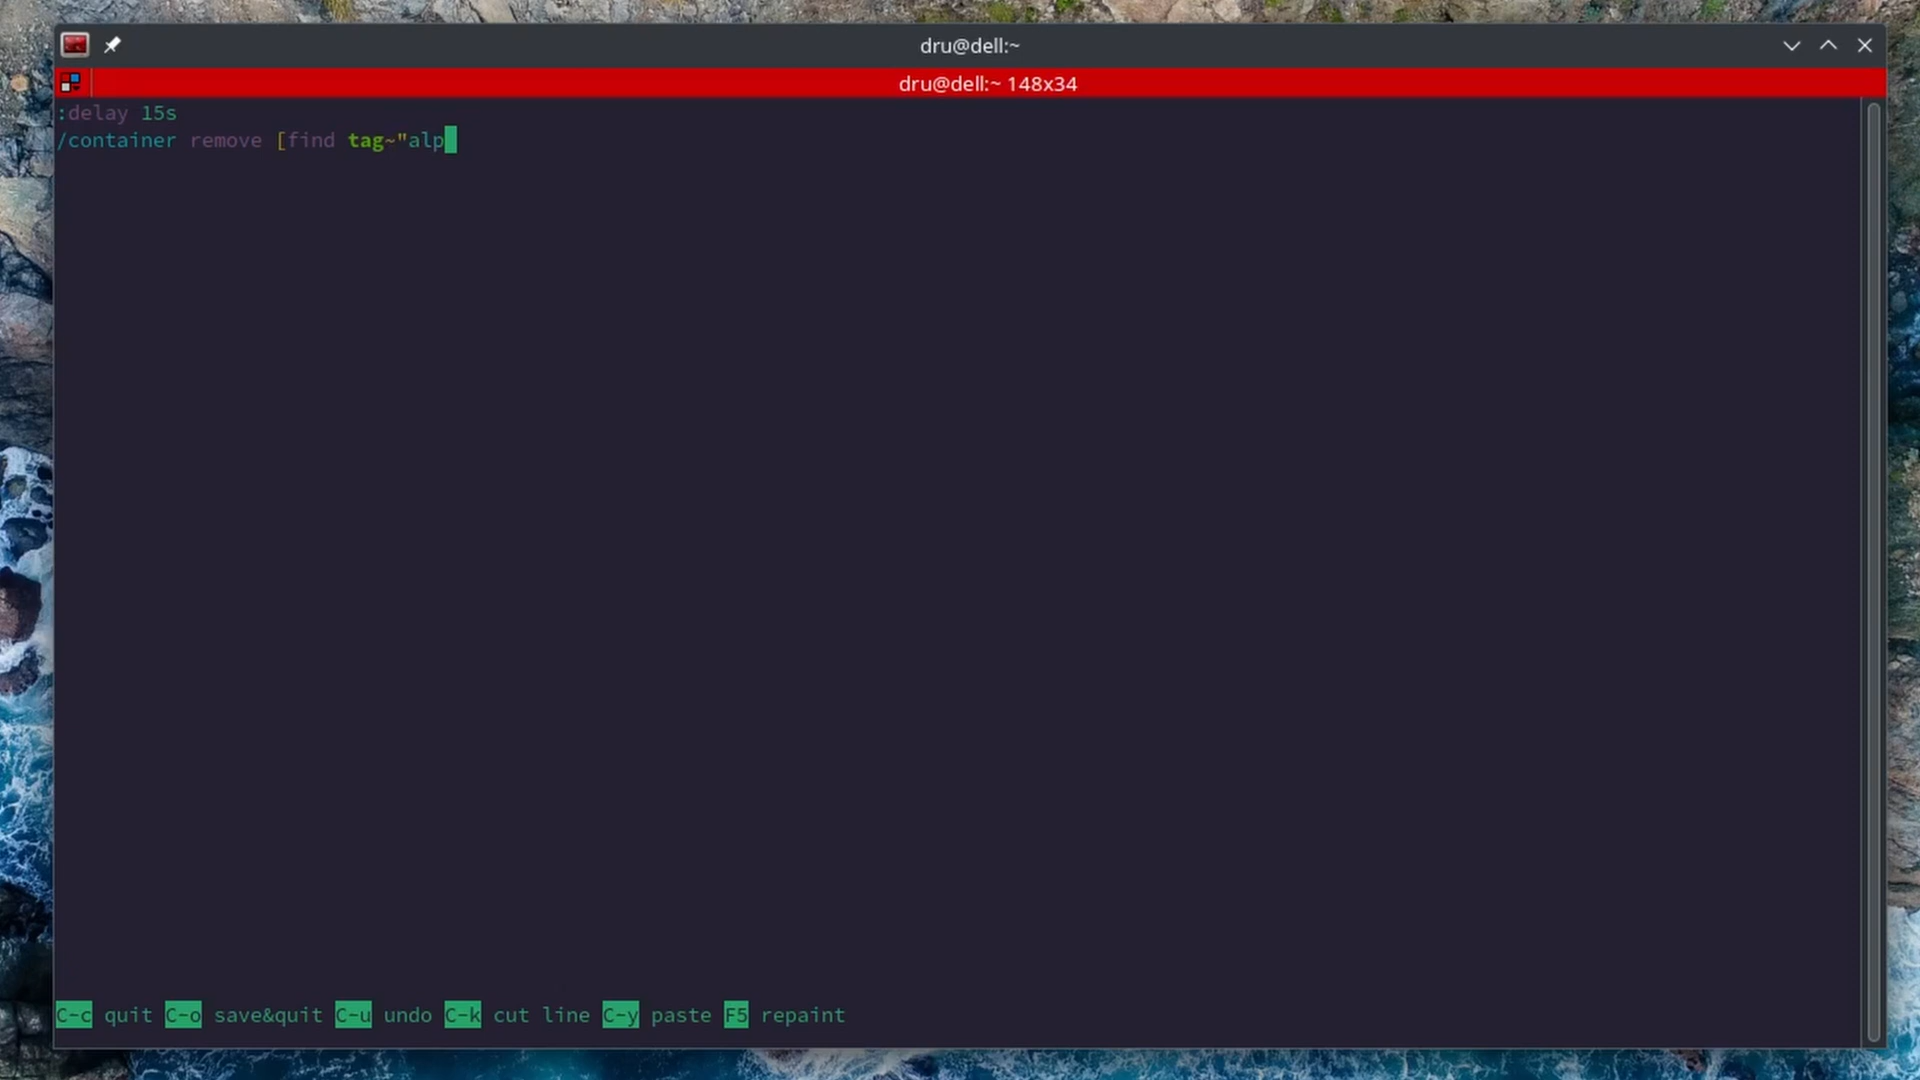 dru@dell:~
dru@dell:~ 148x34
:delay 15s
/container remove [find tag~"alp
C-c quit C-o save&quit C-u undo C-k cut line C-y paste F5 repaint